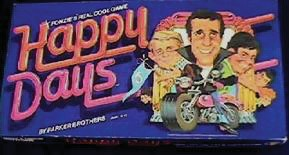 FONZIE'S REAL COOL GAME
Happy
Days
BY PARKER BROTHERS